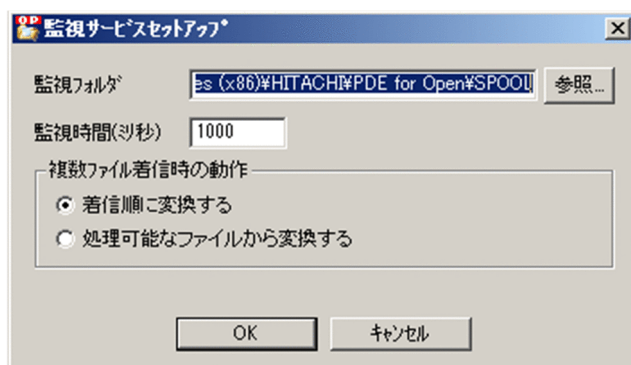 OP
監視ｻｰﾋﾞｽｾｯﾄｱｯﾌﾟ
監視ﾌｫﾙﾀﾞ es (x86)¥HITACHI¥PDE for Open¥SPOOL 参照...
監視時間(ﾐﾘ秒) 1000
複数ﾌｧｲﾙ着信時の動作
着信順に変換する
処理可能なファイルから変換する
OK ｷｬﾝｾﾙ